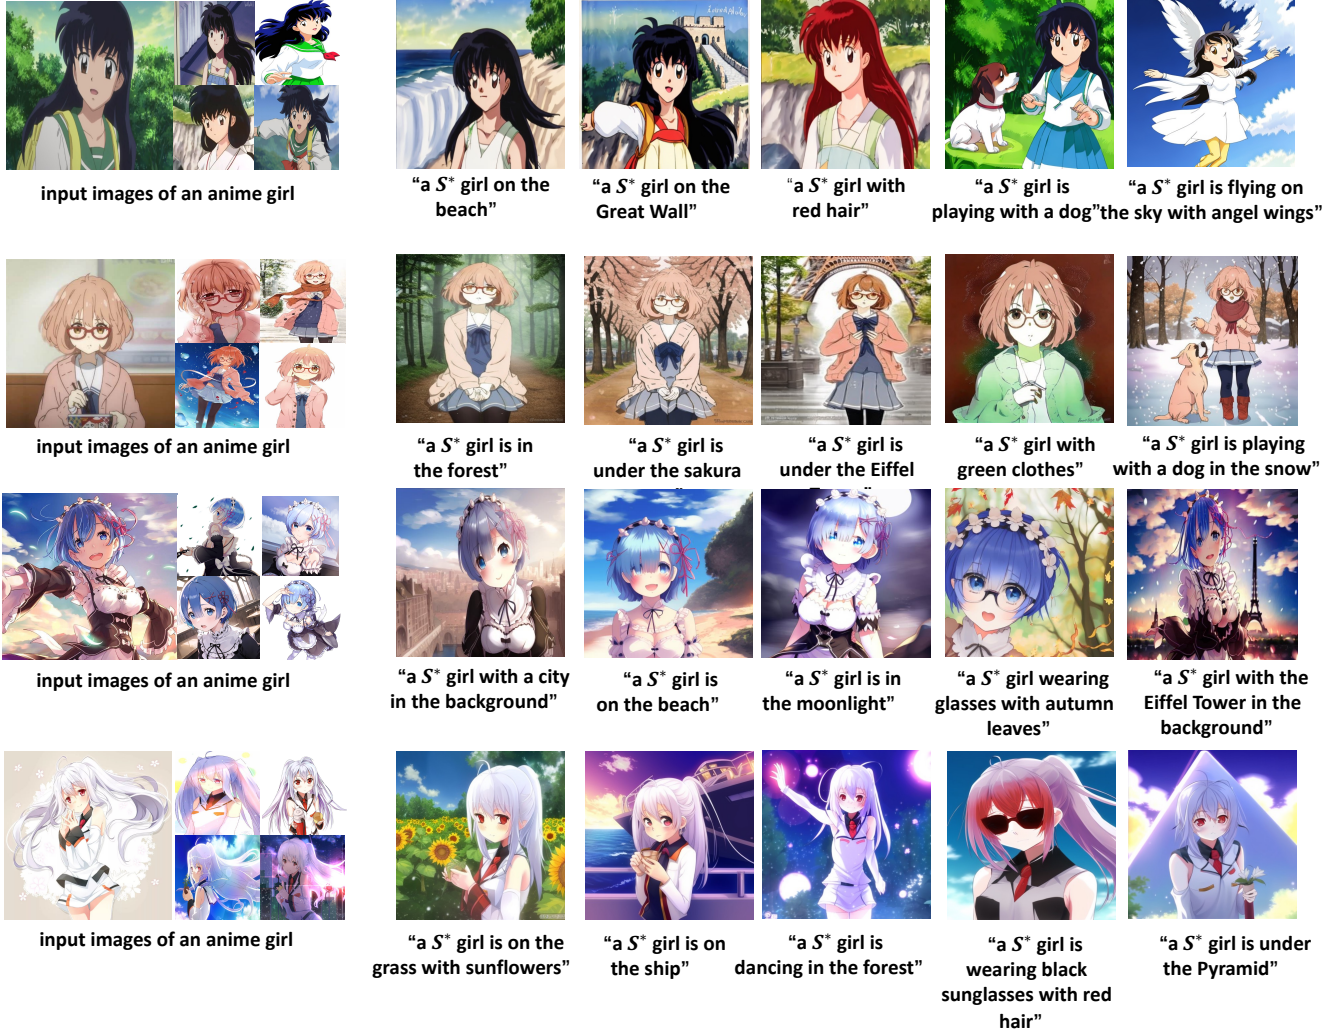 input images of an anime girl
“a S* girl on the
beach”
“a S* girl on the
Great Wall”
“a S* girl with
red hair”
“a S* girl is
playing with a dog”
“a S* girl is flying on
the sky with angel wings”
input images of an anime girl
“a S* girl is in
the forest”
“a S* girl is
under the sakura
“a S* girl is
under the Eiffel
“a S* girl with
green clothes”
“a S* girl is playing
with a dog in the snow”
input images of an anime girl
“a S* girl with a city
in the background”
“a S* girl is
on the beach”
“a S* girl is in
the moonlight”
“a S* girl wearing
glasses with autumn
leaves”
“a S* girl with the
Eiffel Tower in the
background”
input images of an anime girl
“a S* girl is on the
grass with sunflowers”
“a S* girl is on
the ship”
“a S* girl is
dancing in the forest”
“a S* girl is
wearing black
sunglasses with red
hair”
“a S* girl is under
the Pyramid”